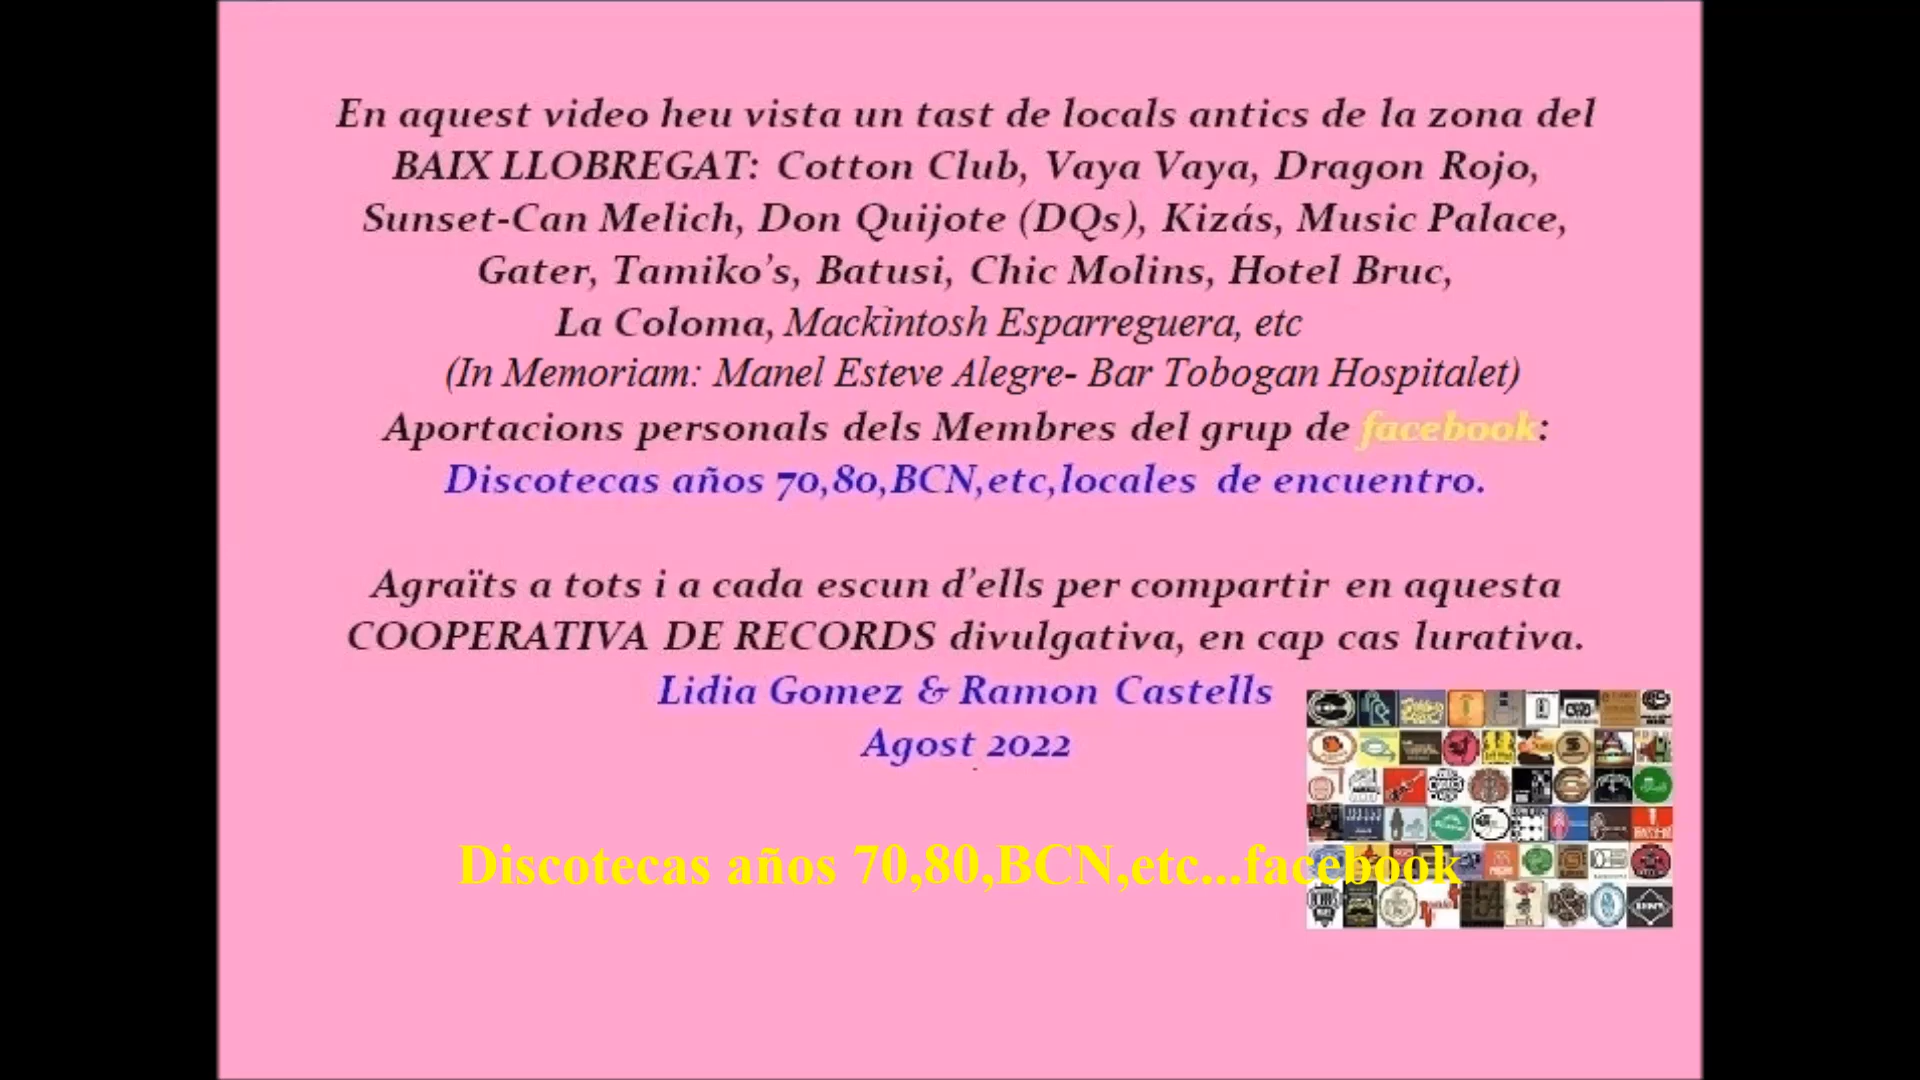 En aquest video heu vista un tast de locals antics de la zona del
BAIX LLOBREGAT: Cotton Club, Vaya Vaya, Dragon Rojo,
Sunset-Can Melich, Don Quijote (DQs), Kizás, Music Palace,
Gater, Tamiko's, Batusi, Chic Molins, Hotel Bruc,
La Coloma, Mackintosh Esparreguera, etc
(In Memoriam: Manel Esteve Alegre- Bar Tobogan Hospitalet)
Aportacions personals dels Membres del grup de facebook:
Discotecas años 70,80,BCN,etc,locales de encuentro.
Agraïts a tots i a cada escun d'ells per compartir en aquesta
COOPERATIVA DE RECORDS divulgativa, en cap cas lurativa.
Lidia Gomez & Ramon Castells
Agost 2022
Discotecas años 70,80,BCN,etc...facebook